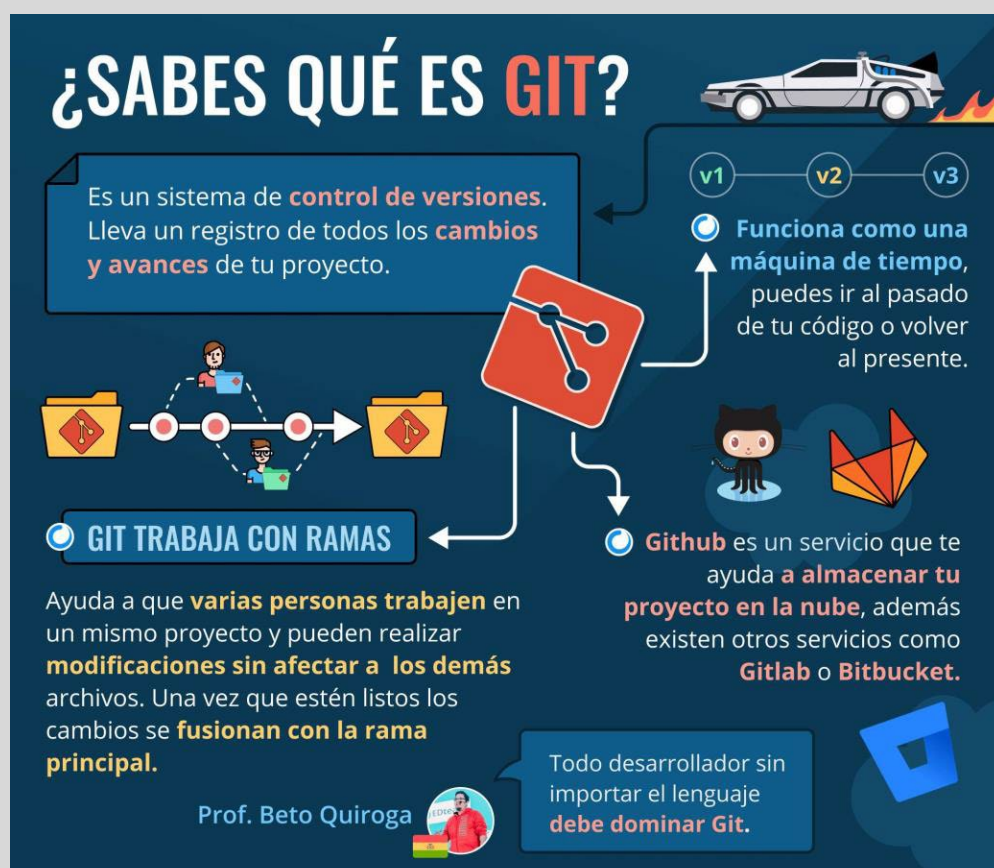 ¿SABES QUÉ ES GIT?
Es un sistema de control de versiones.
Lleva un registro de todos los cambios
y avances de tu proyecto.
v1 v2 v3
Funciona como una
máquina de tiempo,
puedes ir al pasado
de tu código o volver
al presente.
GIT TRABAJA CON RAMAS
Ayuda a que varias personas trabajen en
un mismo proyecto y pueden realizar
modificaciones sin afectar a los demás
archivos. Una vez que estén listos los
cambios se fusionan con la rama
principal.
Github es un servicio que te
ayuda a almacenar tu
proyecto en la nube, además
existen otros servicios como
Gitlab o Bitbucket.
Prof. Beto Quiroga
Todo desarrollador sin
importar el lenguaje
debe dominar Git.